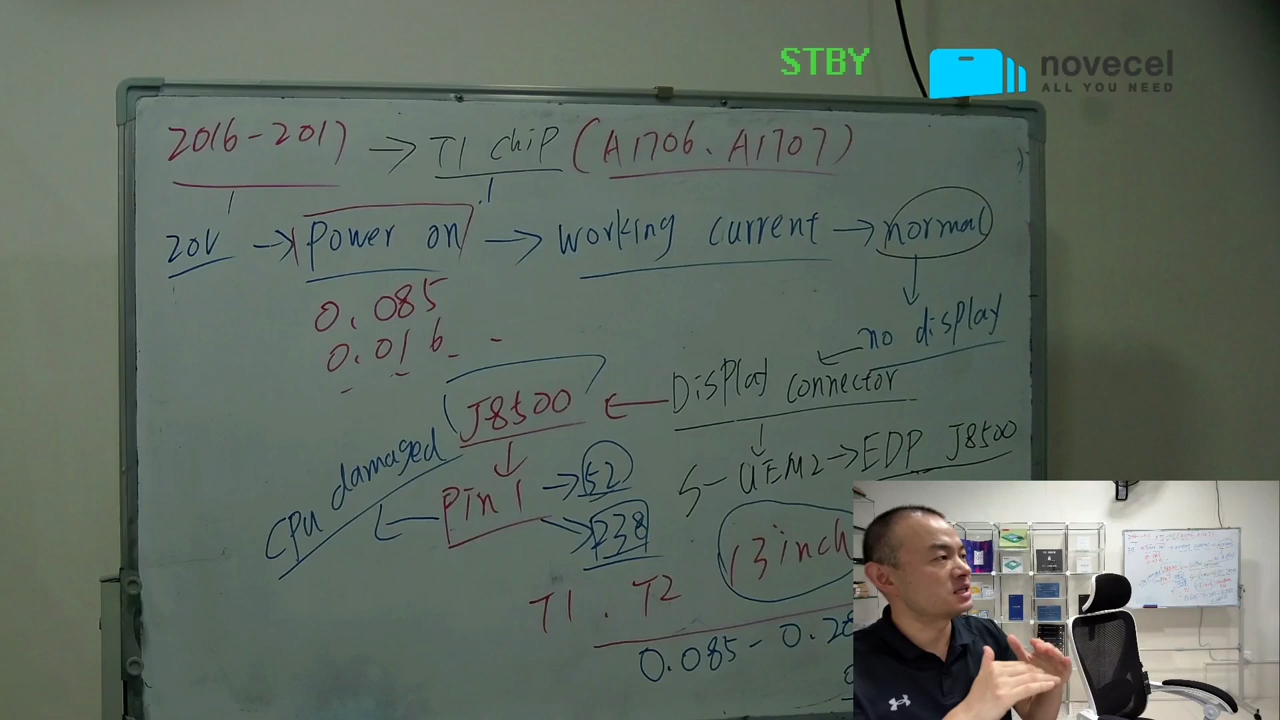 STBY
novecel
ALL YOU NEED
2016-2017 → T1 chip (A1706、A1707)
20V → Power on → Working current → normal
0.085
0.016
no display
Display connector
J8500
CPU damaged
Pin 1 → 52
P38
S-UEM2 → EDP J8500
13inch
T1 . T2
0.085-0.28